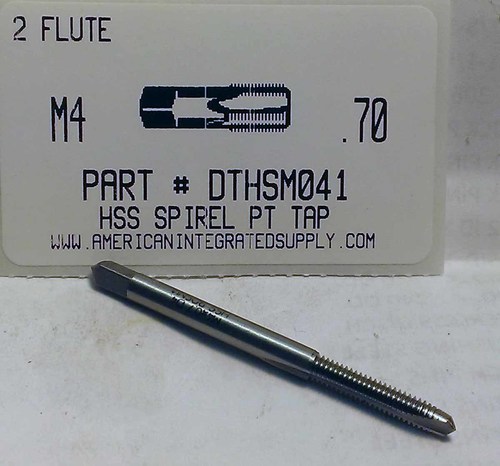 2 FLUTE
M4 .70
PART # DTHSM041
HSS SPIREL PT TAP
WWW.AMERICANINTEGRATEDSUPPLY.COM